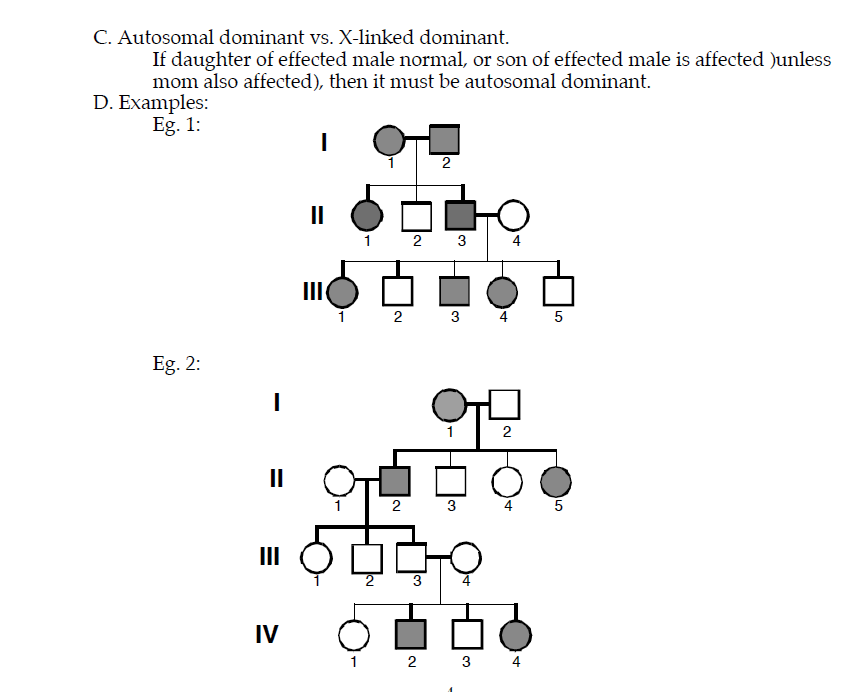 C. Autosomal dominant vs. X-linked dominant.
If daughter of effected male normal, or son of effected male is affected )unless
mom also affected), then it must be autosomal dominant.
D. Examples:
Eg. 1:
I
1 2
II
1 2 3 4
III
1 2 3 4 5
Eg. 2:
I
1 2
II
1 2 3 4 5
III
1 2 3 4
IV
1 2 3 4